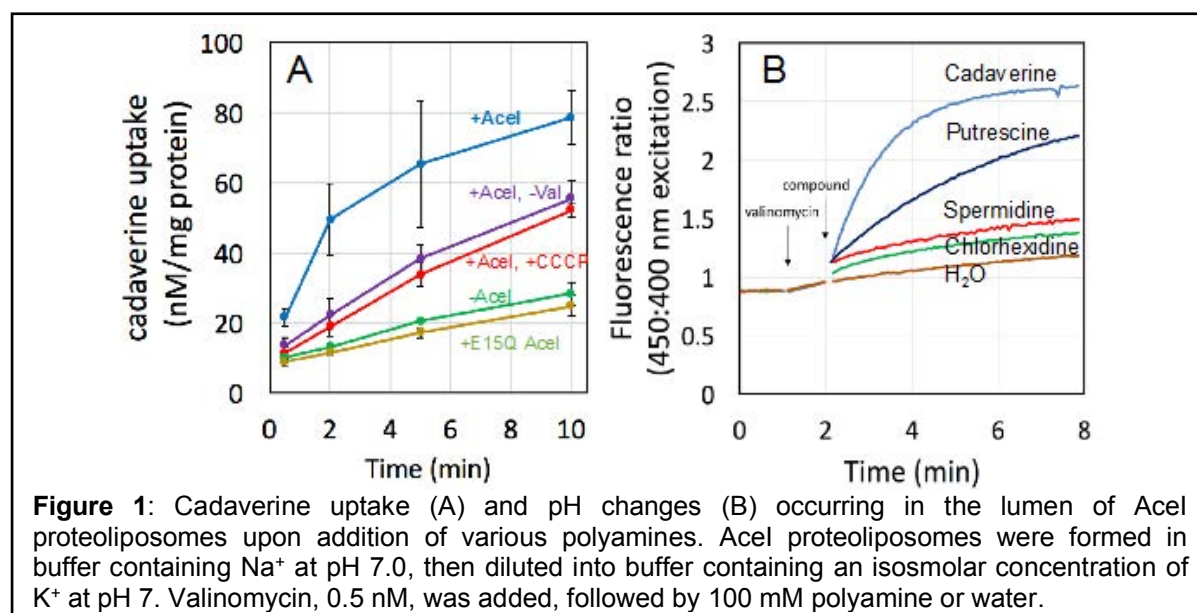 100
80
60
40
20
0
cadaverine uptake
(nM/mg protein)
A
+AceI
+AceI, -Val
+AceI, +CCCP
-AceI
+E15Q AceI
0 2 4 6 8 10
Time (min)
3
2.5
2
1.5
1
0.5
0
Fluorescence ratio
(450:400 nm excitation)
B
Cadaverine
Putrescine
compound
valinomycin
Spermidine
Chlorhexidine
H₂O
0 2 4 6 8
Time (min)
Figure 1: Cadaverine uptake (A) and pH changes (B) occurring in the lumen of AceI
proteoliposomes upon addition of various polyamines. AceI proteoliposomes were formed in
buffer containing Na⁺ at pH 7.0, then diluted into buffer containing an isosmolar concentration of
K⁺ at pH 7. Valinomycin, 0.5 nM, was added, followed by 100 mM polyamine or water.